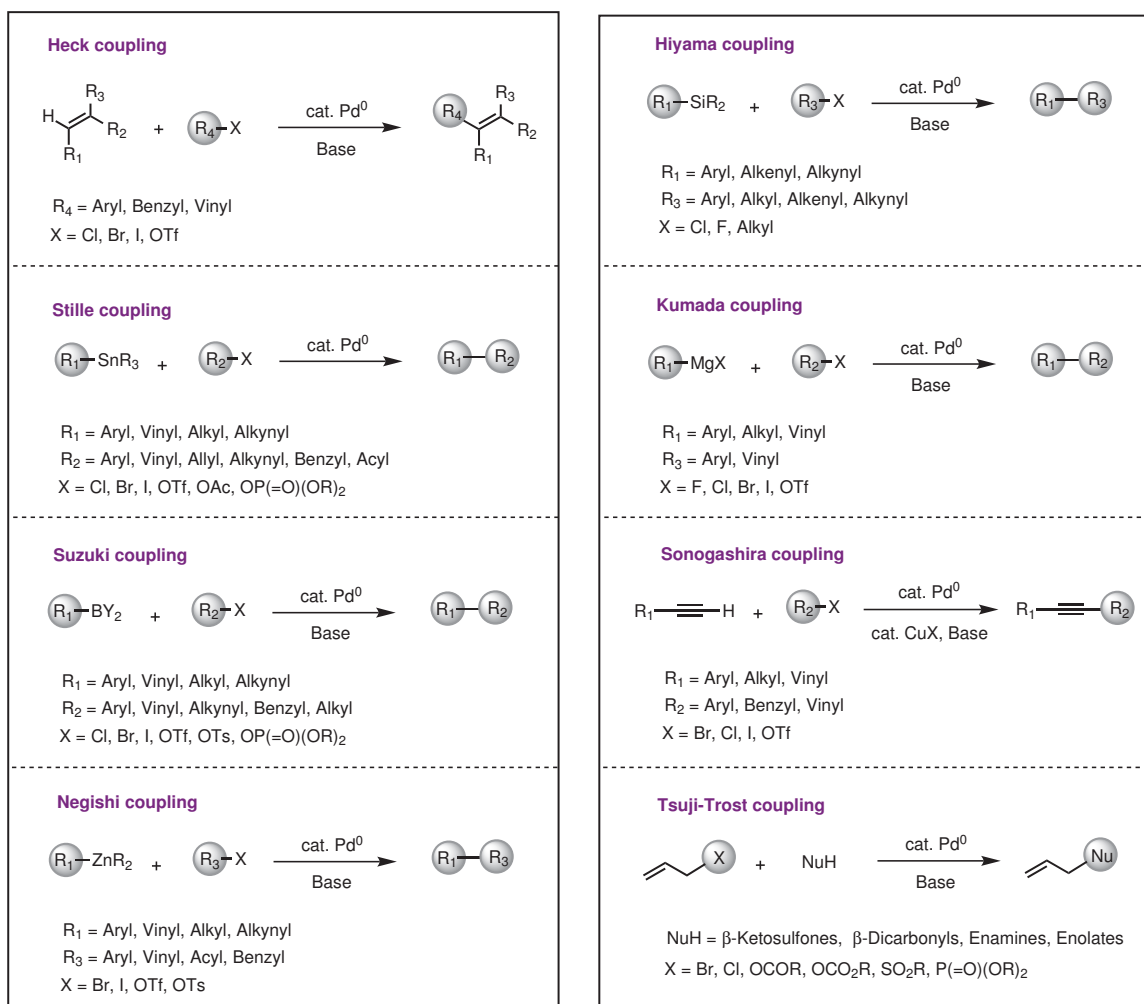 Heck coupling
H R3 R2 R1 + R4 X cat. Pd0 Base R4 R3 R2 R1
R4 = Aryl, Benzyl, Vinyl
X = Cl, Br, I, OTf
Stille coupling
R1 SnR3 + R2 X cat. Pd0 R1 R2
R1 = Aryl, Vinyl, Alkyl, Alkynyl
R2 = Aryl, Vinyl, Allyl, Alkynyl, Benzyl, Acyl
X = Cl, Br, I, OTf, OAc, OP(=O)(OR)2
Suzuki coupling
R1 BY2 + R2 X cat. Pd0 Base R1 R2
R1 = Aryl, Vinyl, Alkyl, Alkynyl
R2 = Aryl, Vinyl, Alkynyl, Benzyl, Alkyl
X = Cl, Br, I, OTf, OTs, OP(=O)(OR)2
Negishi coupling
R1 ZnR2 + R3 X cat. Pd0 Base R1 R3
R1 = Aryl, Vinyl, Alkyl, Alkynyl
R3 = Aryl, Vinyl, Acyl, Benzyl
X = Br, I, OTf, OTs
Hiyama coupling
R1 SiR2 + R3 X cat. Pd0 Base R1 R3
R1 = Aryl, Alkenyl, Alkynyl
R3 = Aryl, Alkyl, Alkenyl, Alkynyl
X = Cl, F, Alkyl
Kumada coupling
R1 MgX + R2 X cat. Pd0 Base R1 R2
R1 = Aryl, Alkyl, Vinyl
R3 = Aryl, Vinyl
X = F, Cl, Br, I, OTf
Sonogashira coupling
R1 H + R2 X cat. Pd0 cat. CuX, Base R1 R2
R1 = Aryl, Alkyl, Vinyl
R2 = Aryl, Benzyl, Vinyl
X = Br, Cl, I, OTf
Tsuji-Trost coupling
X + NuH cat. Pd0 Base Nu
NuH = β-Ketosulfones, β-Dicarbonyls, Enamines, Enolates
X = Br, Cl, OCOR, OCO2R, SO2R, P(=O)(OR)2